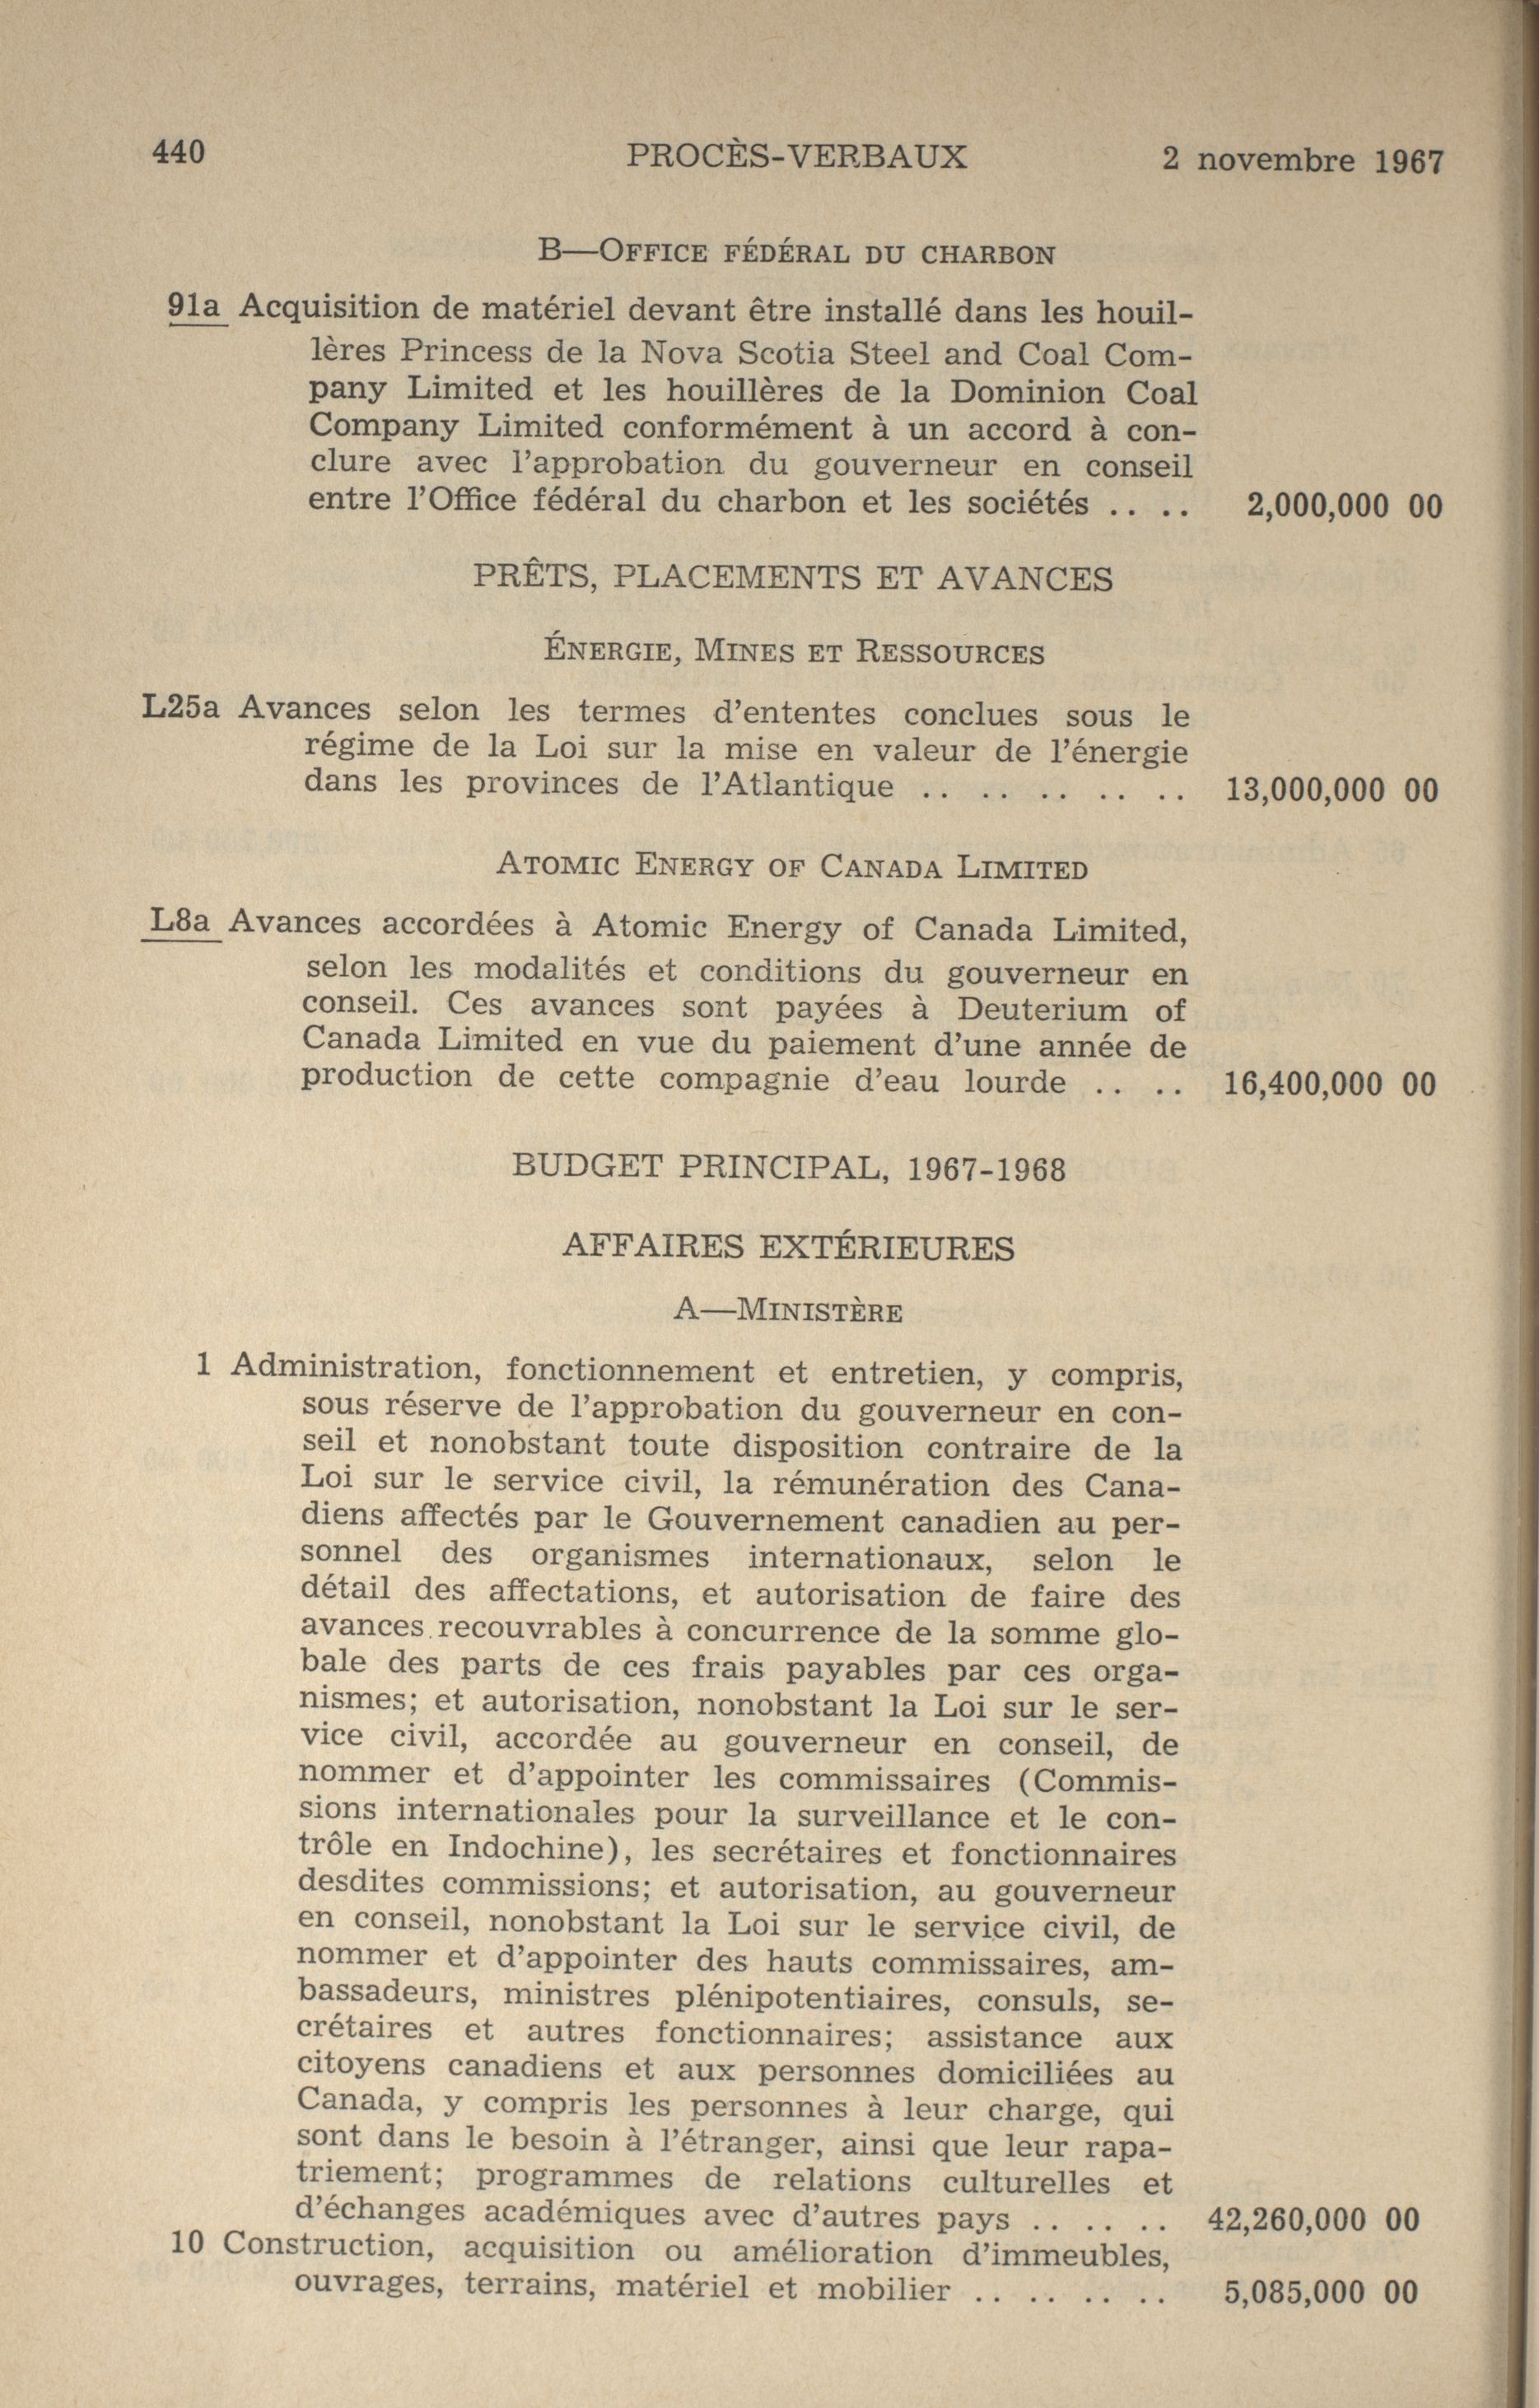 440 PROCÈS-VERBAUX 2 novembre 1967
B—OFFICE FÉDÉRAL DU CHARBON
91a Acquisition de matériel devant être installé dans les houil-
lères Princess de la Nova Scotia Steel and Coal Com-
pany Limited et les houillères de la Dominion Coal
Company Limited conformément à un accord à con-
clure avec l'approbation du gouverneur en conseil
entre l'Office fédéral du charbon et les sociétés .. .. 2,000,000 00
PRÊTS, PLACEMENTS ET AVANCES
ÉNERGIE, MINES ET RESSOURCES
L25a Avances selon les termes d'ententes conclues sous le
régime de la Loi sur la mise en valeur de l'énergie
dans les provinces de l'Atlantique .. .. .. .. .. 13,000,000 00
ATOMIC ENERGY OF CANADA LIMITED
L8a Avances accordées à Atomic Energy of Canada Limited,
selon les modalités et conditions du gouverneur en
conseil. Ces avances sont payées à Deuterium of
Canada Limited en vue du paiement d'une année de
production de cette compagnie d'eau lourde .. .. 16,400,000 00
BUDGET PRINCIPAL, 1967-1968
AFFAIRES EXTÉRIEURES
A—MINISTÈRE
1 Administration, fonctionnement et entretien, y compris,
sous réserve de l'approbation du gouverneur en con-
seil et nonobstant toute disposition contraire de la
Loi sur le service civil, la rémunération des Cana-
diens affectés par le Gouvernement canadien au per-
sonnel des organismes internationaux, selon le
détail des affectations, et autorisation de faire des
avances recouvrables à concurrence de la somme glo-
bale des parts de ces frais payables par ces orga-
nismes; et autorisation, nonobstant la Loi sur le ser-
vice civil, accordée au gouverneur en conseil, de
nommer et d'appointer les commissaires (Commis-
sions internationales pour la surveillance et le con-
trôle en Indochine), les secrétaires et fonctionnaires
desdites commissions; et autorisation, au gouverneur
en conseil, nonobstant la Loi sur le service civil, de
nommer et d'appointer des hauts commissaires, am-
bassadeurs, ministres plénipotentiaires, consuls, se-
crétaires et autres fonctionnaires; assistance aux
citoyens canadiens et aux personnes domiciliées au
Canada, y compris les personnes à leur charge, qui
sont dans le besoin à l'étranger, ainsi que leur rapa-
triement; programmes de relations culturelles et
d'échanges académiques avec d'autres pays .. .. .. 42,260,000 00
10 Construction, acquisition ou amélioration d'immeubles,
ouvrages, terrains, matériel et mobilier .. .. .. .. 5,085,000 00